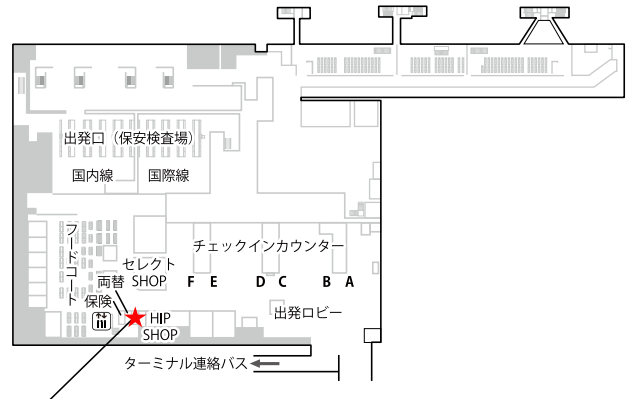 出発口（保安検査場）
国内線 国際線
フードコート
チェックインカウンター
セレクト
SHOP
両替
F E D C B A
保険
HIP
SHOP
出発ロビー
ターミナル連絡バス